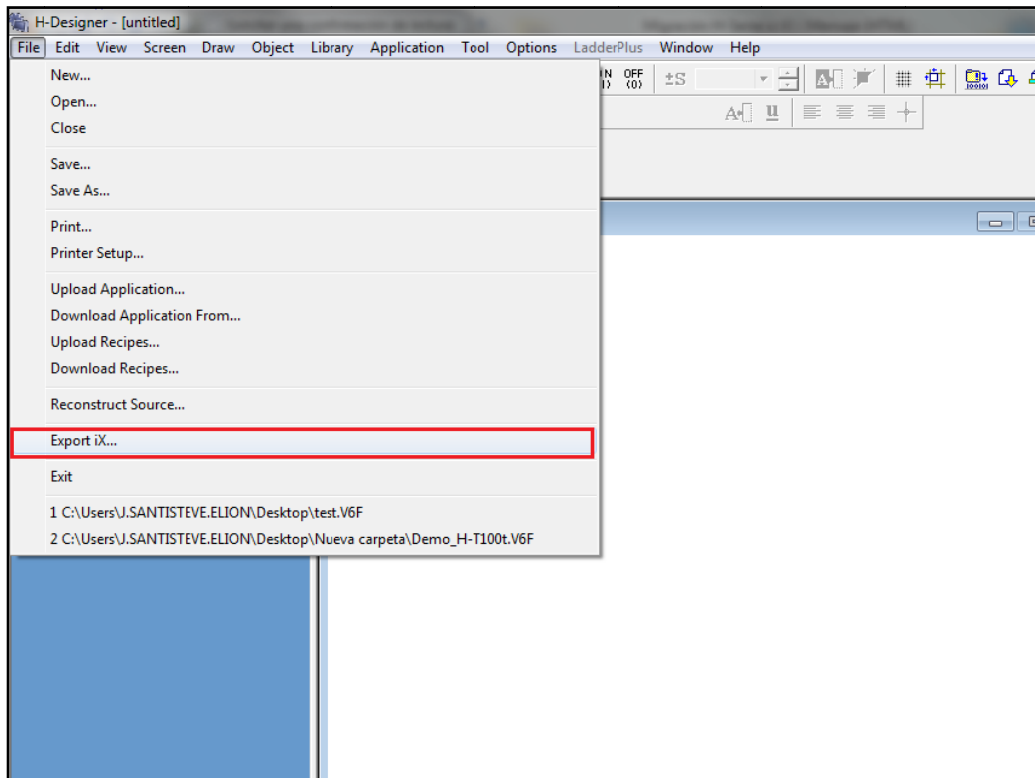 H-Designer - [untitled]
File Edit View Screen Draw Object Library Application Tool Options LadderPlus Window Help
New...
Open...
Close
Save...
Save As...
Print...
Printer Setup...
Upload Application...
Download Application From...
Upload Recipes...
Download Recipes...
Reconstruct Source...
Export iX...
Exit
1 C:\Users\J.SANTISTEVE.ELION\Desktop\test.V6F
2 C:\Users\J.SANTISTEVE.ELION\Desktop\Nueva carpeta\Demo_H-T100t.V6F
OFF
(0)
±S
A
A
u